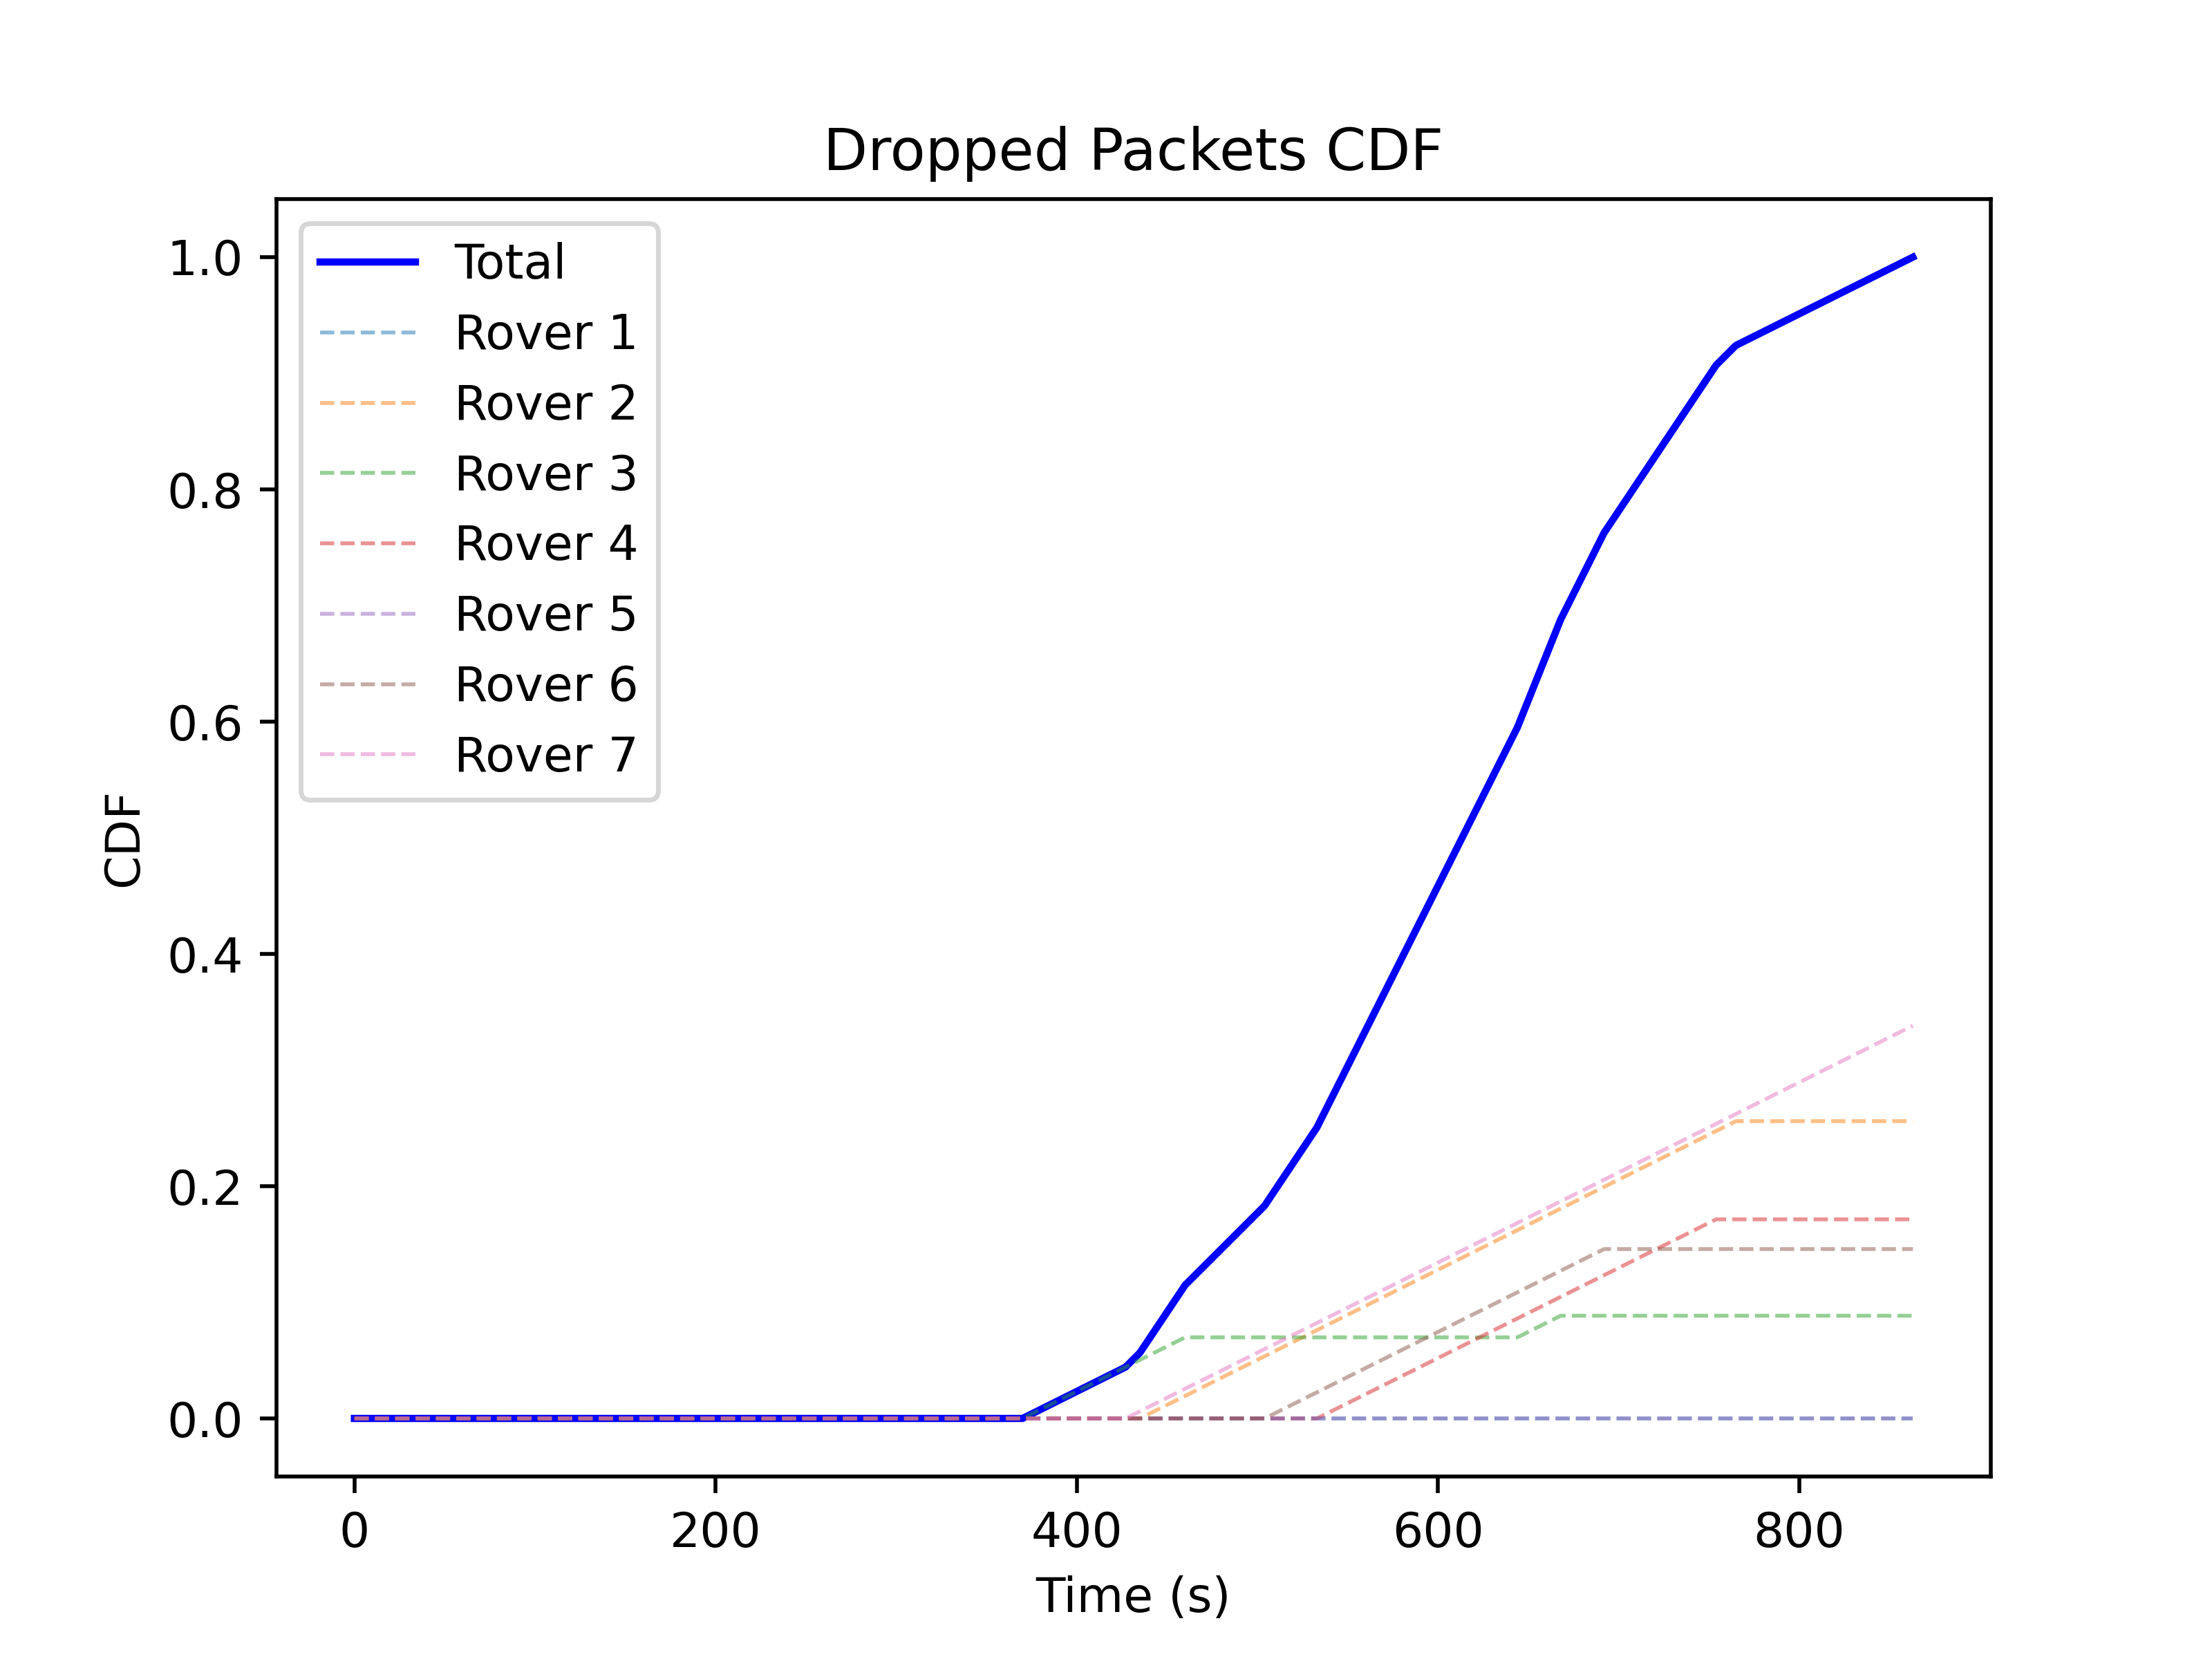 Dropped Packets CDF
1.0
0.8
0.6
0.4
0.2
0.0
CDF
Total
Rover 1
Rover 2
Rover 3
Rover 4
Rover 5
Rover 6
Rover 7
0 200 400 600 800
Time (s)